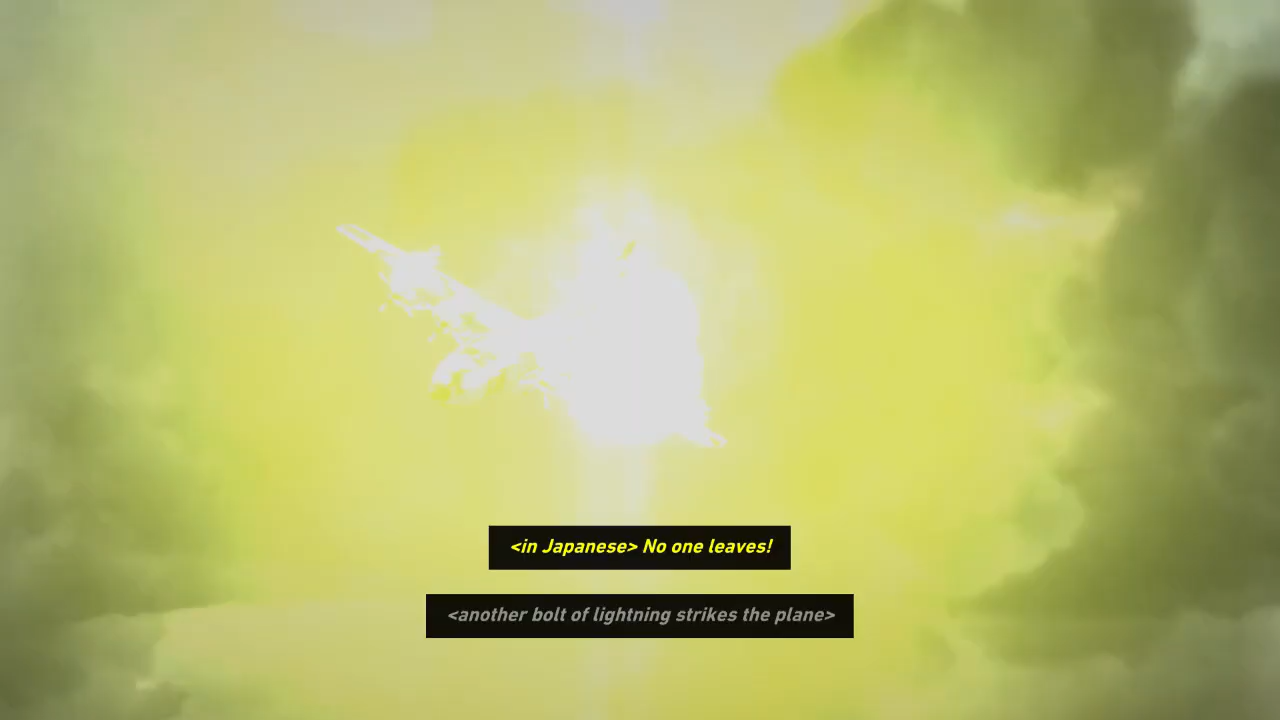 <in Japanese> No one leaves!
<another bolt of lightning strikes the plane>